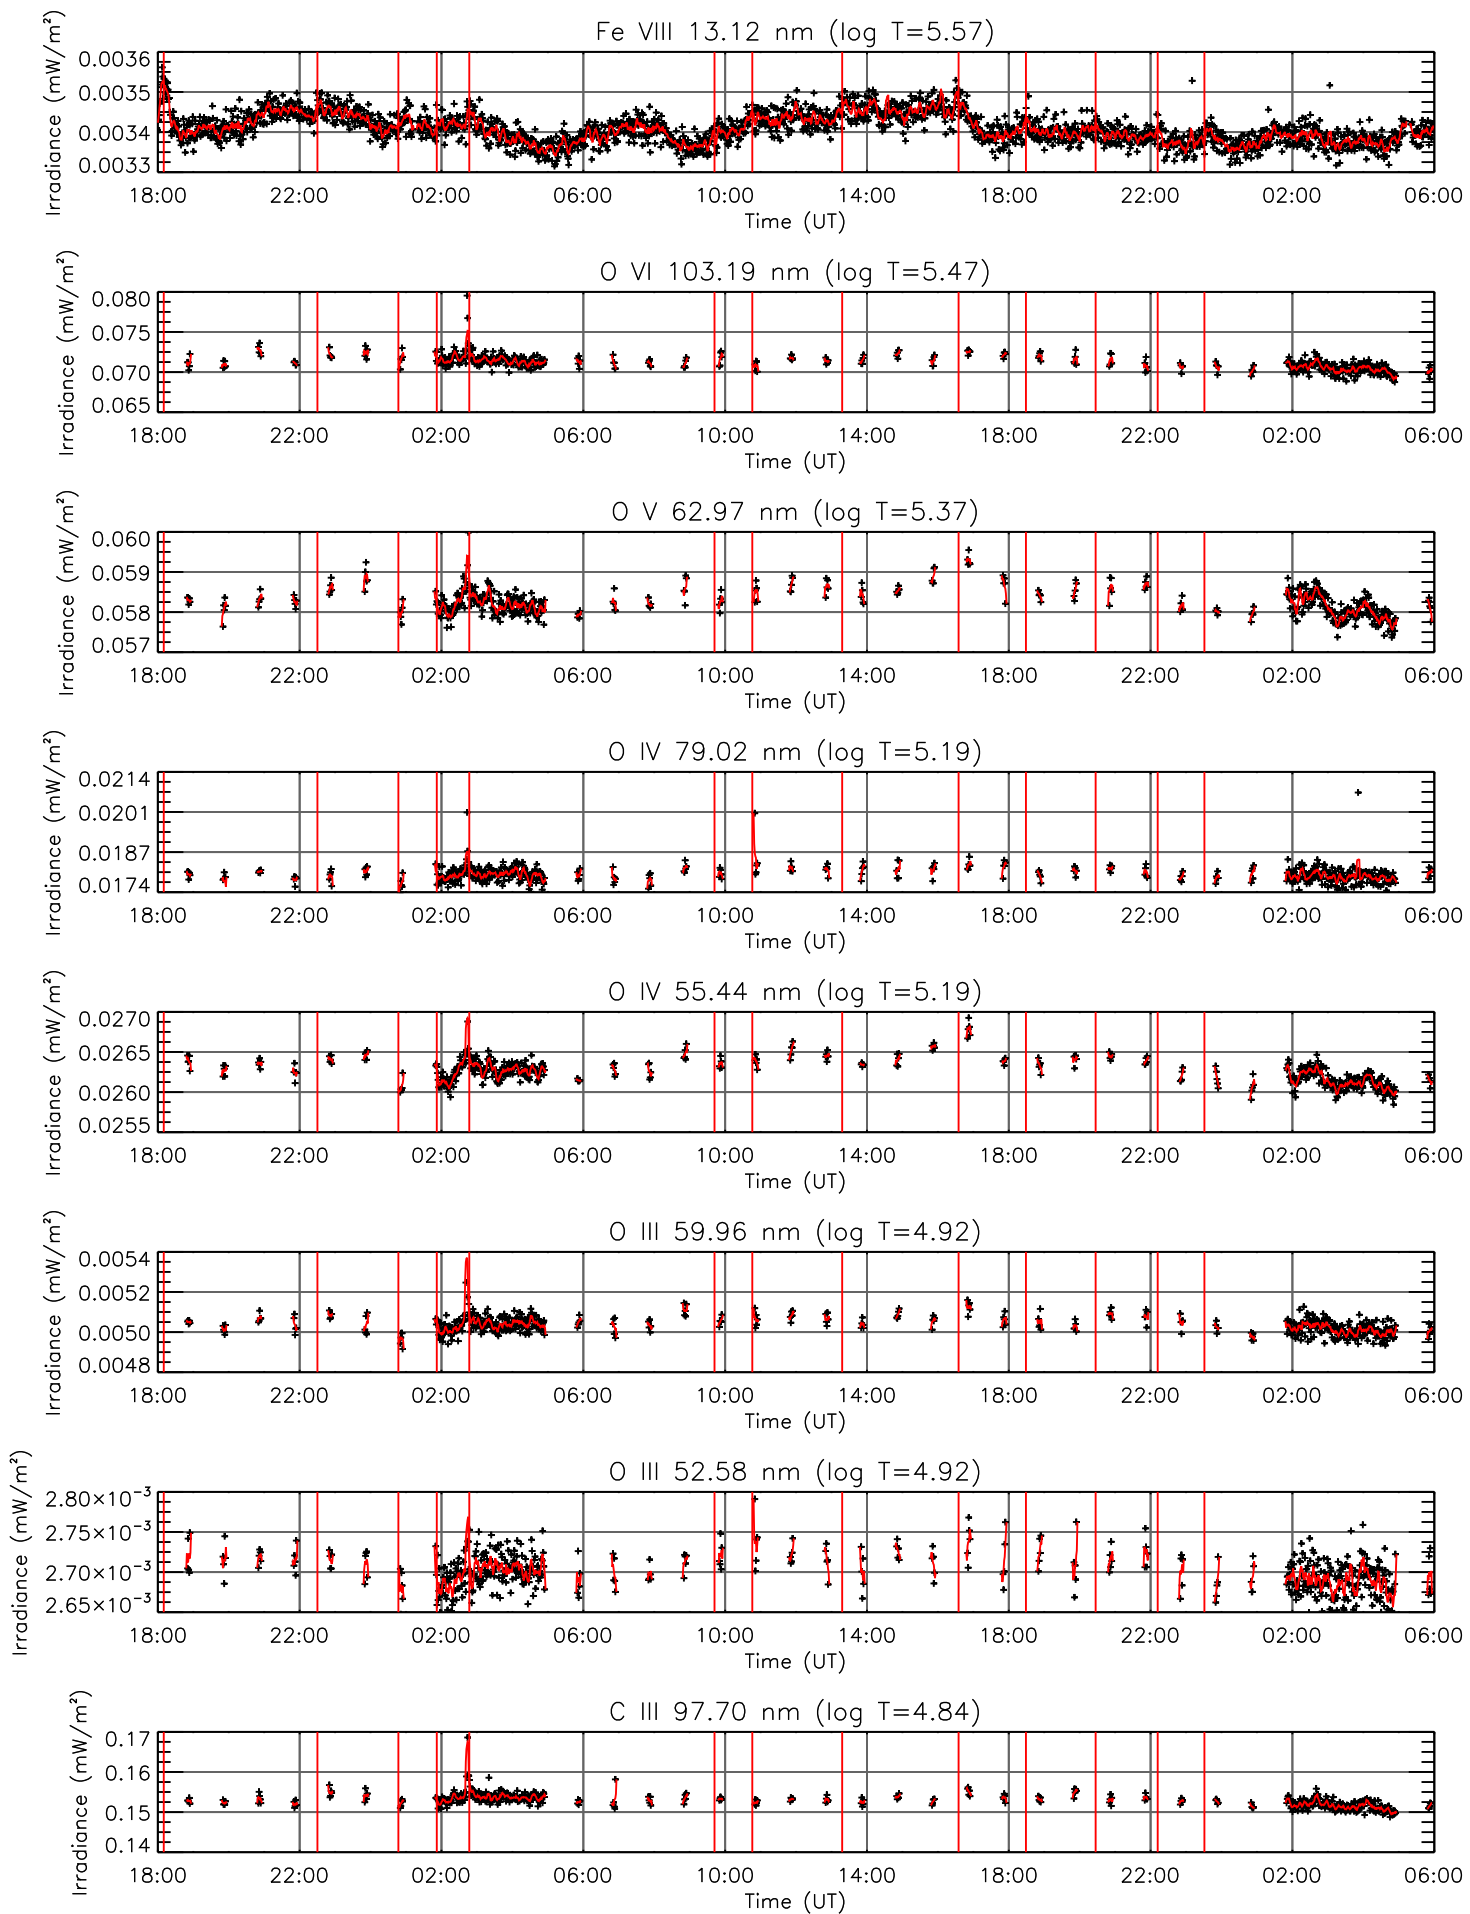 Fe VIII 13.12 nm (log T=5.57)
Irradiance (mW/m²)
0.0036
0.0035
0.0034
0.0033
18:00 22:00 02:00 06:00 10:00 14:00 18:00 22:00 02:00 06:00
Time (UT)
O VI 103.19 nm (log T=5.47)
Irradiance (mW/m²)
0.080
0.075
0.070
0.065
18:00 22:00 02:00 06:00 10:00 14:00 18:00 22:00 02:00 06:00
Time (UT)
O V 62.97 nm (log T=5.37)
Irradiance (mW/m²)
0.060
0.059
0.058
0.057
18:00 22:00 02:00 06:00 10:00 14:00 18:00 22:00 02:00 06:00
Time (UT)
O IV 79.02 nm (log T=5.19)
Irradiance (mW/m²)
0.0214
0.0201
0.0187
0.0174
18:00 22:00 02:00 06:00 10:00 14:00 18:00 22:00 02:00 06:00
Time (UT)
O IV 55.44 nm (log T=5.19)
Irradiance (mW/m²)
0.0270
0.0265
0.0260
0.0255
18:00 22:00 02:00 06:00 10:00 14:00 18:00 22:00 02:00 06:00
Time (UT)
O III 59.96 nm (log T=4.92)
Irradiance (mW/m²)
0.0054
0.0052
0.0050
0.0048
18:00 22:00 02:00 06:00 10:00 14:00 18:00 22:00 02:00 06:00
Time (UT)
O III 52.58 nm (log T=4.92)
Irradiance (mW/m²)
2.80×10⁻³
2.75×10⁻³
2.70×10⁻³
2.65×10⁻³
18:00 22:00 02:00 06:00 10:00 14:00 18:00 22:00 02:00 06:00
Time (UT)
C III 97.70 nm (log T=4.84)
Irradiance (mW/m²)
0.17
0.16
0.15
0.14
18:00 22:00 02:00 06:00 10:00 14:00 18:00 22:00 02:00 06:00
Time (UT)